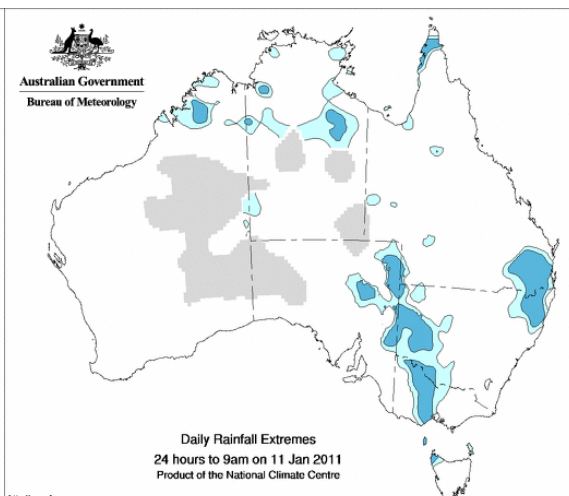 Australian Government
Bureau of Meteorology
Daily Rainfall Extremes
24 hours to 9am on 11 Jan 2011
Product of the National Climate Centre